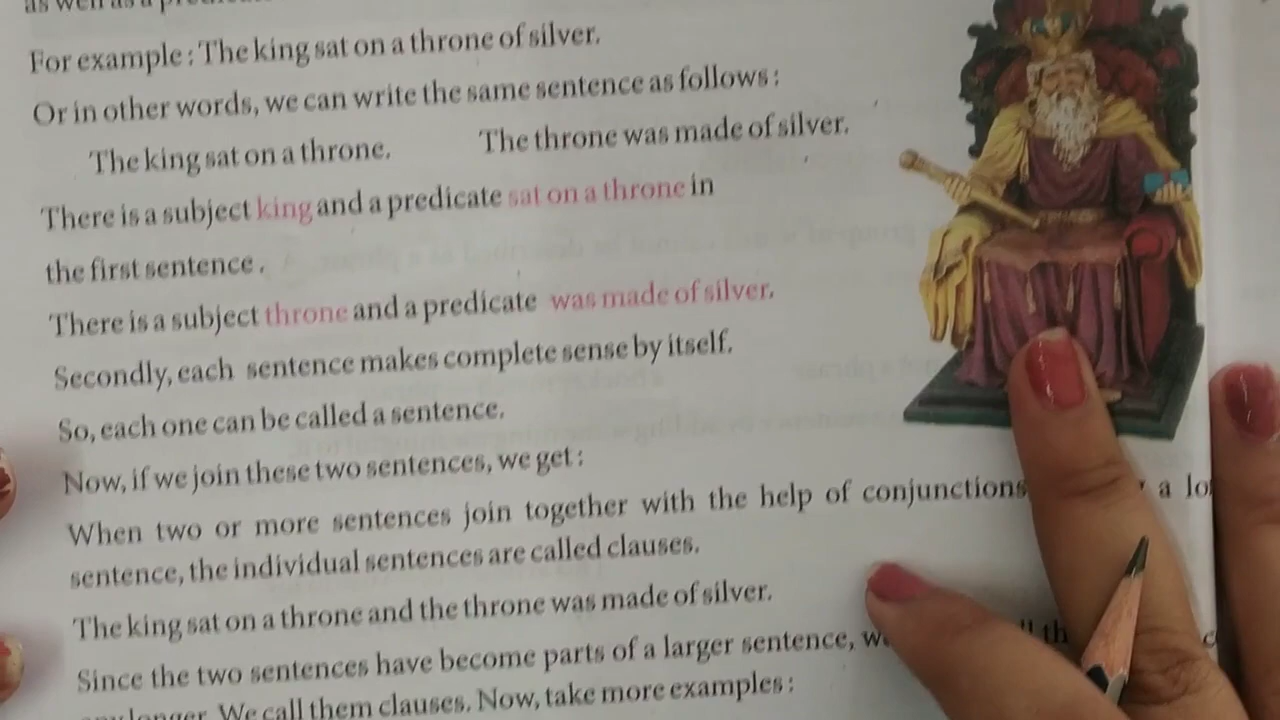 as well as a
For example : The king sat on a throne of silver.
Or in other words, we can write the same sentence as follows :
The king sat on a throne. The throne was made of silver.
There is a subject king and a predicate sat on a throne in
the first sentence .
There is a subject throne and a predicate was made of silver.
Secondly, each sentence makes complete sense by itself.
So, each one can be called a sentence.
Now, if we join these two sentences, we get :
When two or more sentences join together with the help of conjunctions a
sentence, the individual sentences are called clauses.
The king sat on a throne and the throne was made of silver.
Since the two sentences have become parts of a larger sentence,
any longer. We call them clauses. Now, take more examples :